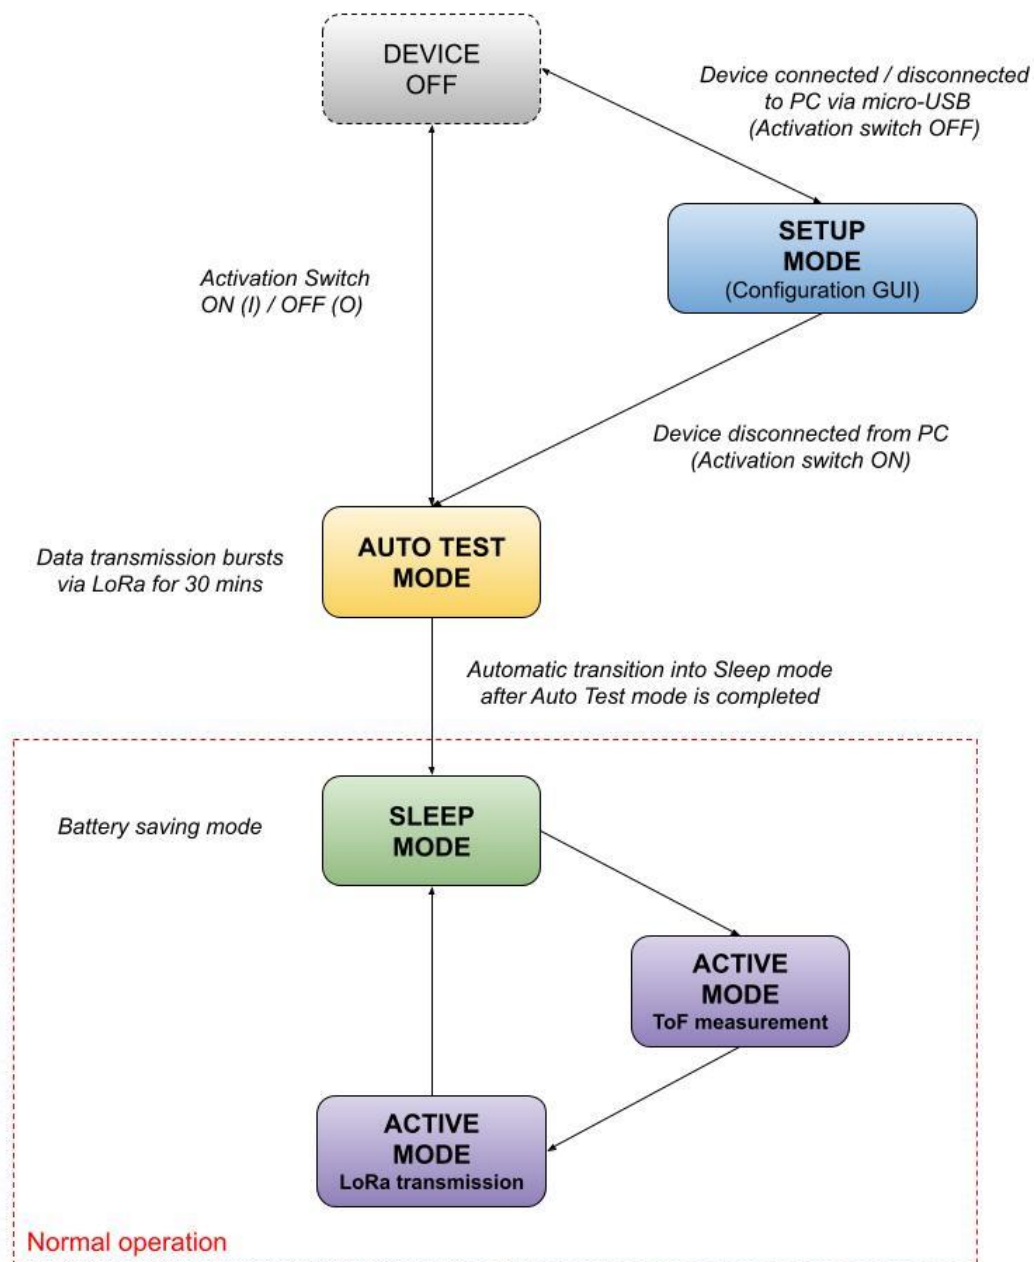 DEVICE
OFF
Device connected / disconnected
to PC via micro-USB
(Activation switch OFF)
SETUP
MODE
(Configuration GUI)
Activation Switch
ON (I) / OFF (O)
Device disconnected from PC
(Activation switch ON)
AUTO TEST
MODE
Data transmission bursts
via LoRa for 30 mins
Automatic transition into Sleep mode
after Auto Test mode is completed
SLEEP
MODE
Battery saving mode
ACTIVE
MODE
ToF measurement
ACTIVE
MODE
LoRa transmission
Normal operation